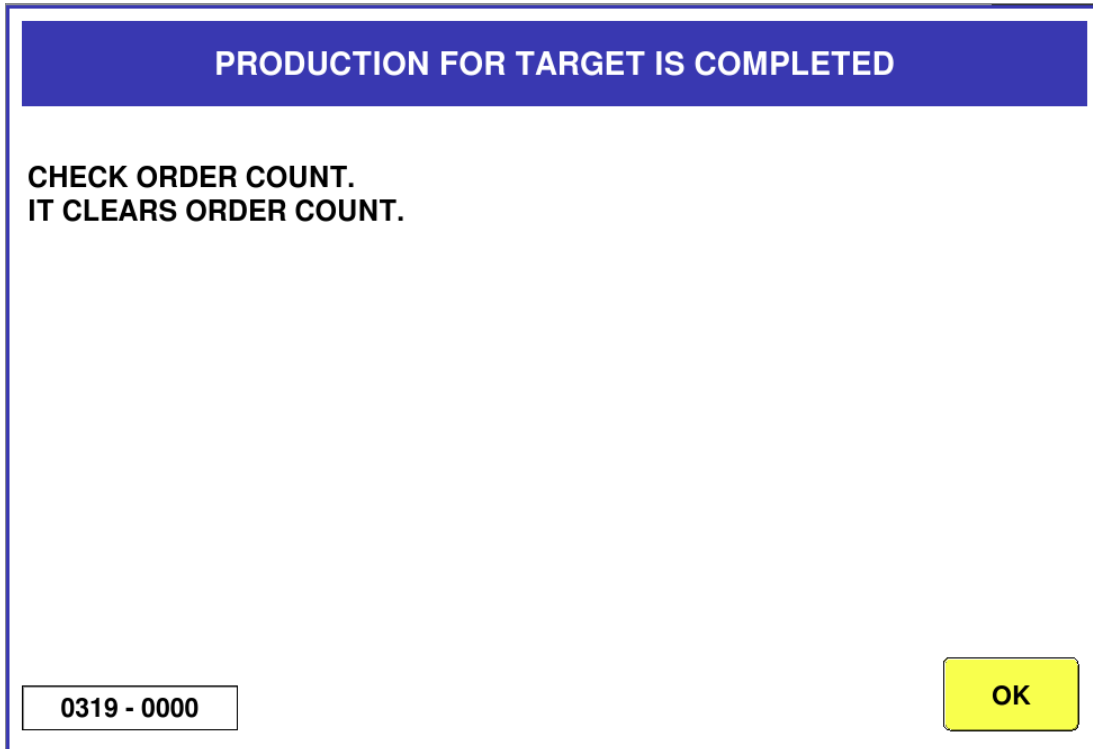 PRODUCTION FOR TARGET IS COMPLETED
CHECK ORDER COUNT.
IT CLEARS ORDER COUNT.
0319 - 0000
OK